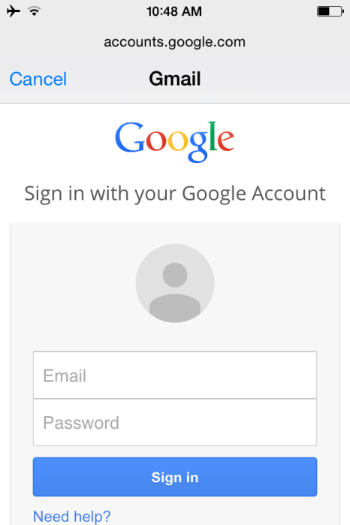 10:48 AM
accounts.google.com
Cancel Gmail
Google
Sign in with your Google Account
Email
Password
Sign in
Need help?